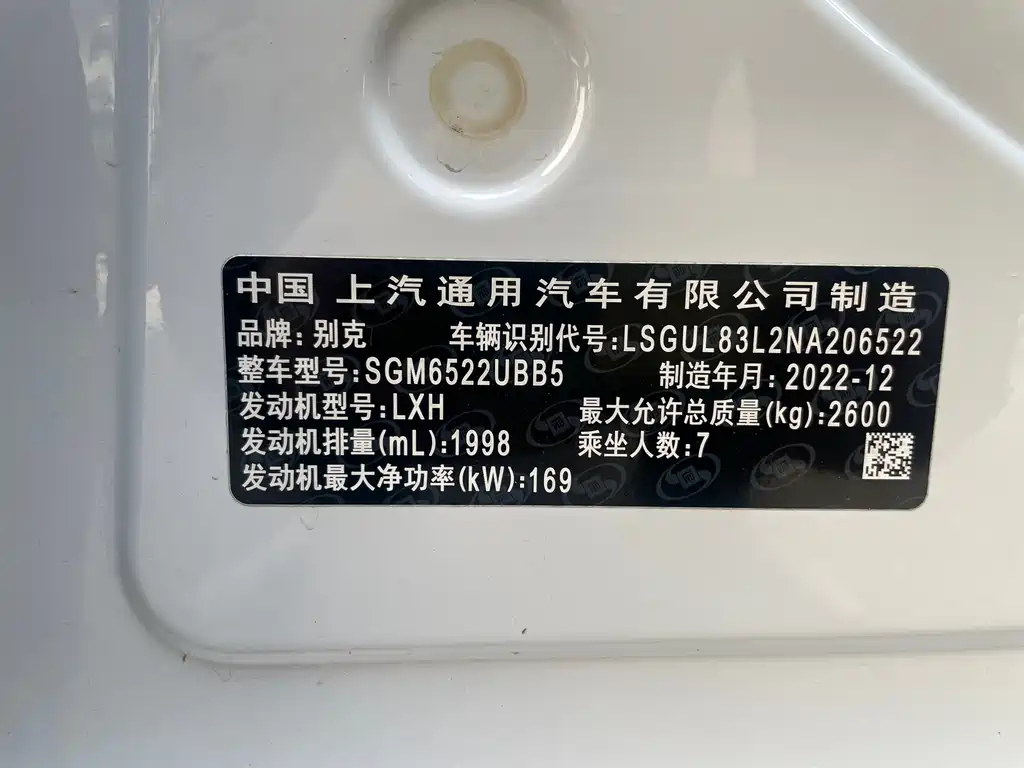 中国 上汽通用汽车有限公司制造
品牌:别克 车辆识别代号:LSGUL83L2NA206522
整车型号:SGM6522UBB5 制造年月:2022-12
发动机型号:LXH 最大允许总质量(kg):2600
发动机排量(mL):1998 乘坐人数:7
发动机最大净功率(kW):169